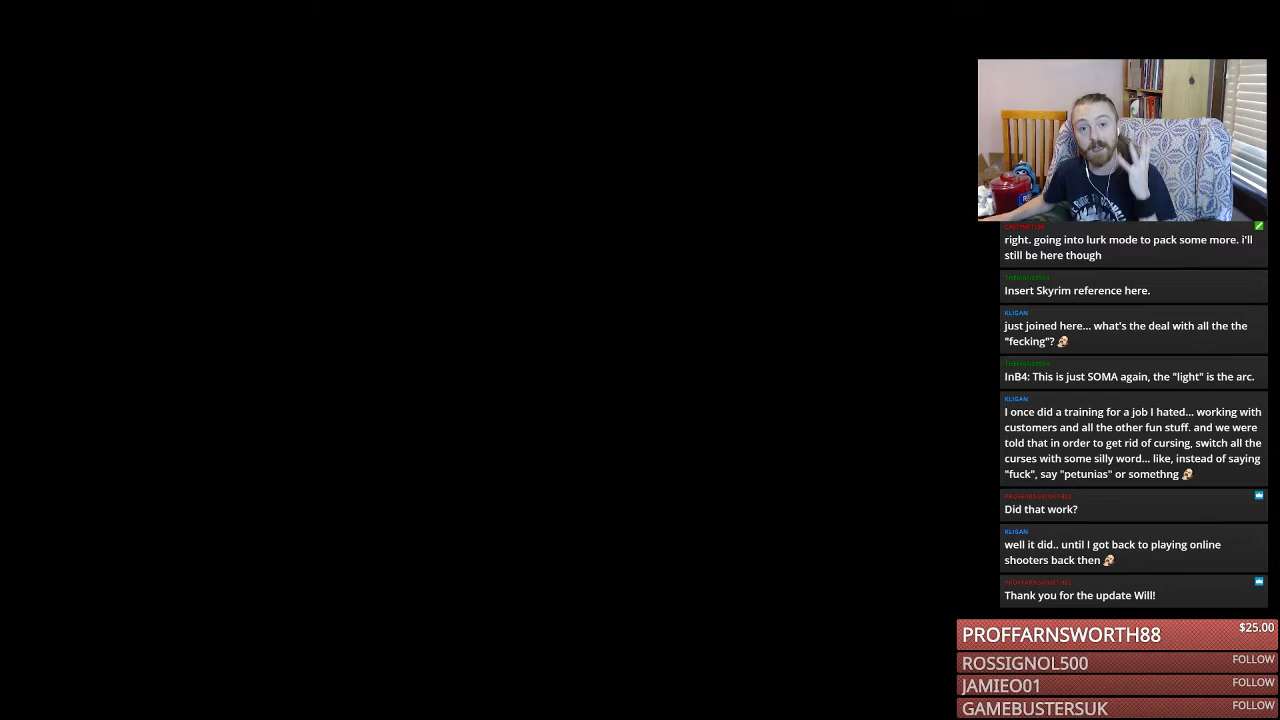 right. going into lurk mode to pack some more. i'll
still be here though
Insert Skyrim reference here.
KLIGAN
just joined here... what's the deal with all the the
"fecking"?
InB4: This is just SOMA again, the "light" is the arc.
KLIGAN
I once did a training for a job I hated... working with
customers and all the other fun stuff. and we were
told that in order to get rid of cursing, switch all the
curses with some silly word... like, instead of saying
"fuck", say "petunias" or somethng
PROFFARNSWORTH88
Did that work?
KLIGAN
well it did.. until I got back to playing online
shooters back then
PROFFARNSWORTH88
Thank you for the update Will!
PROFFARNSWORTH88 $25.00
ROSSIGNOL500 FOLLOW
JAMIEO01 FOLLOW
GAMEBUSTERSUK FOLLOW